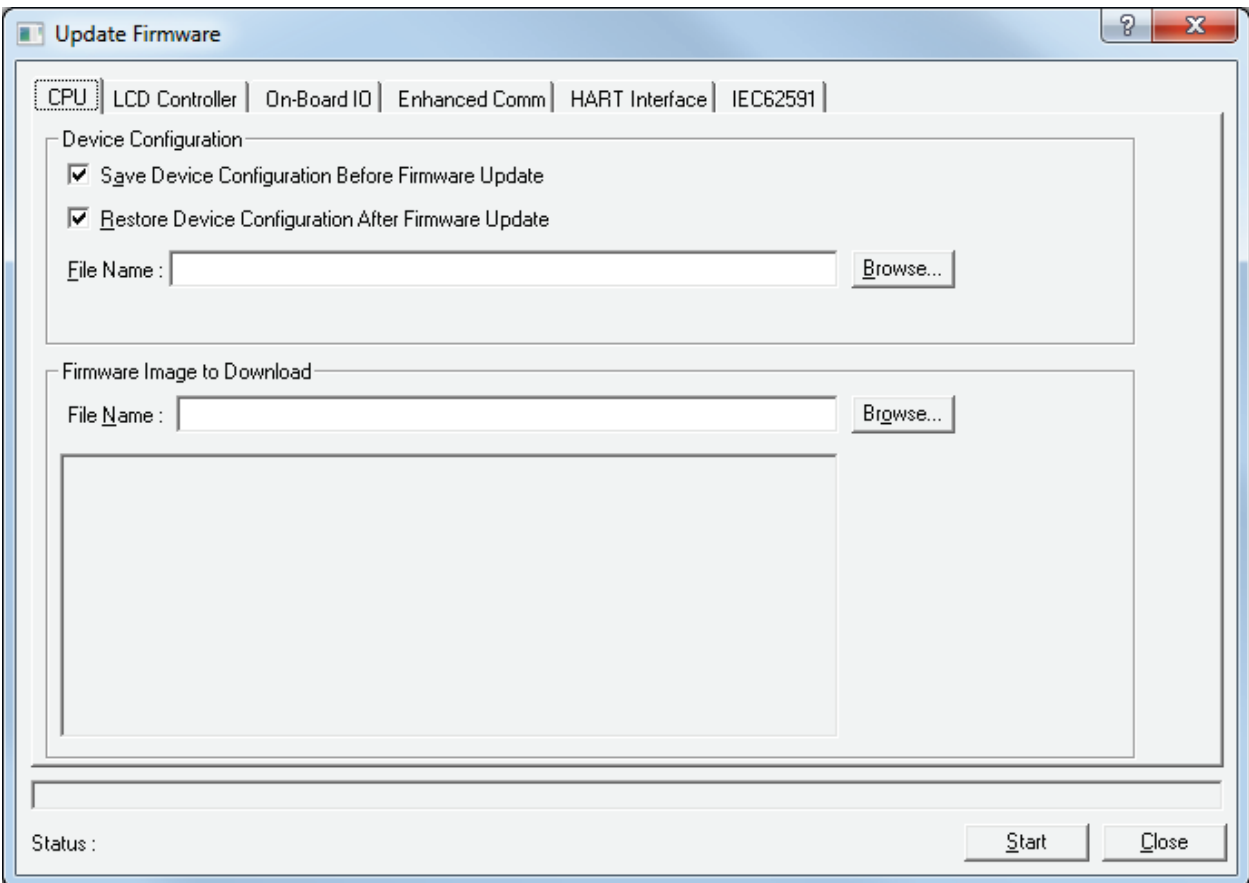 Update Firmware
?
CPU LCD Controller On-Board IO Enhanced Comm HART Interface IEC62591
Device Configuration
Save Device Configuration Before Firmware Update
Restore Device Configuration After Firmware Update
File Name : Browse...
Firmware Image to Download
File Name : Browse...
Status : Start Close